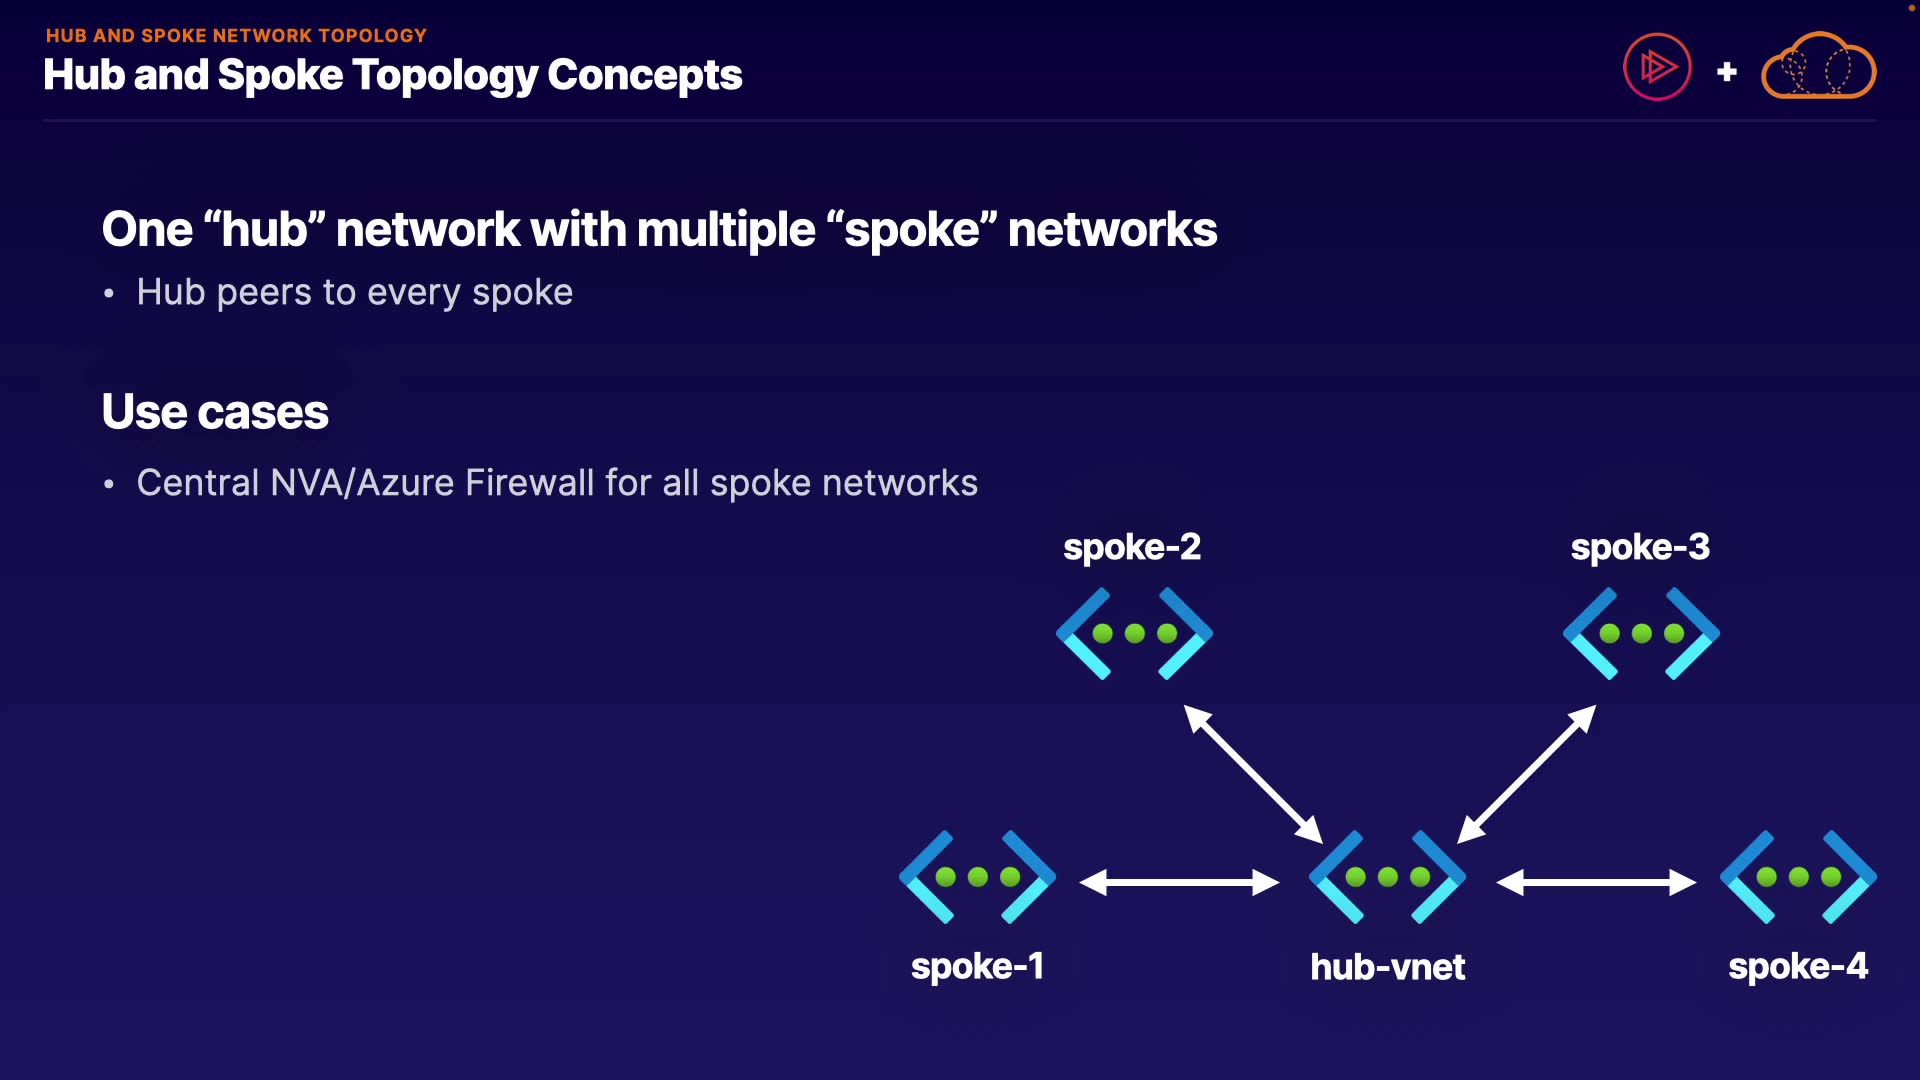 HUB AND SPOKE NETWORK TOPOLOGY
Hub and Spoke Topology Concepts
+
One “hub” network with multiple “spoke” networks
• Hub peers to every spoke
Use cases
• Central NVA/Azure Firewall for all spoke networks
spoke-2
spoke-3
spoke-1
hub-vnet
spoke-4